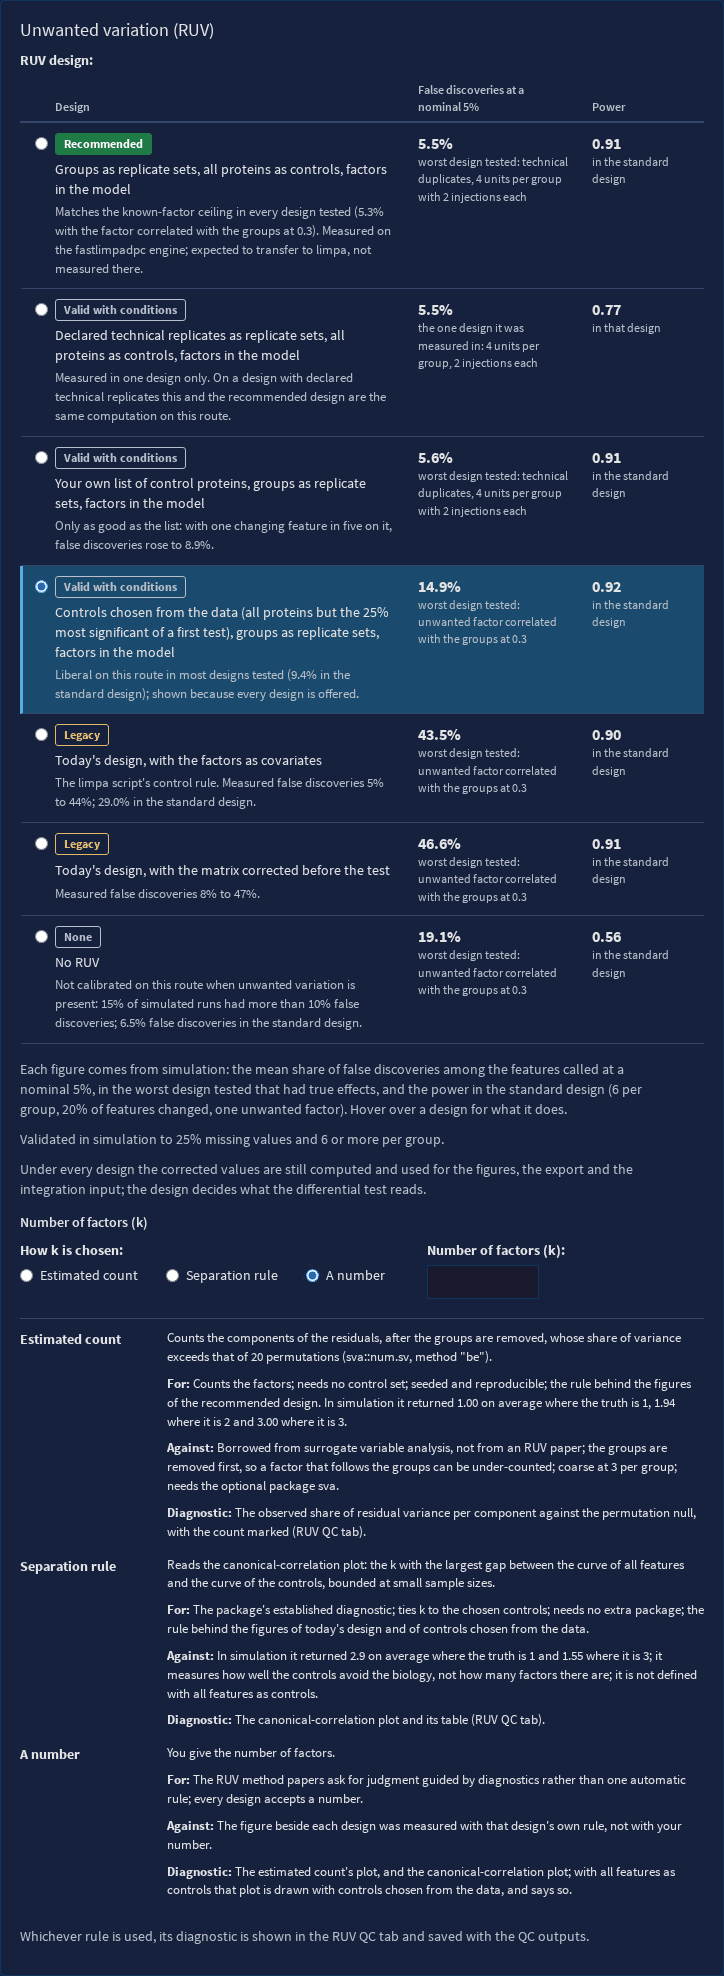 Unwanted variation (RUV)
RUV design:
Design
False discoveries at a
nominal 5%
Power
Recommended
Groups as replicate sets, all proteins as controls, factors
in the model
Matches the known-factor ceiling in every design tested (5.3%
with the factor correlated with the groups at 0.3). Measured on
the fastlimpadpc engine; expected to transfer to limpa, not
measured there.
5.5%
worst design tested: technical
duplicates, 4 units per group
with 2 injections each
0.91
in the standard
design
Valid with conditions
Declared technical replicates as replicate sets, all
proteins as controls, factors in the model
Measured in one design only. On a design with declared
technical replicates this and the recommended design are the
same computation on this route.
5.5%
the one design it was
measured in: 4 units per
group, 2 injections each
0.77
in that design
Valid with conditions
Your own list of control proteins, groups as replicate
sets, factors in the model
Only as good as the list: with one changing feature in five on it,
false discoveries rose to 8.9%.
5.6%
worst design tested: technical
duplicates, 4 units per group
with 2 injections each
0.91
in the standard
design
Valid with conditions
Controls chosen from the data (all proteins but the 25%
most significant of a first test), groups as replicate sets,
factors in the model
Liberal on this route in most designs tested (9.4% in the
standard design); shown because every design is offered.
14.9%
worst design tested:
unwanted factor correlated
with the groups at 0.3
0.92
in the standard
design
Legacy
Today's design, with the factors as covariates
The limpa script's control rule. Measured false discoveries 5%
to 44%; 29.0% in the standard design.
43.5%
worst design tested:
unwanted factor correlated
with the groups at 0.3
0.90
in the standard
design
Legacy
Today's design, with the matrix corrected before the test
Measured false discoveries 8% to 47%.
46.6%
worst design tested:
unwanted factor correlated
with the groups at 0.3
0.91
in the standard
design
None
No RUV
Not calibrated on this route when unwanted variation is
present: 15% of simulated runs had more than 10% false
discoveries; 6.5% false discoveries in the standard design.
19.1%
worst design tested:
unwanted factor correlated
with the groups at 0.3
0.56
in the standard
design
Each figure comes from simulation: the mean share of false discoveries among the features called at a
nominal 5%, in the worst design tested that had true effects, and the power in the standard design (6 per
group, 20% of features changed, one unwanted factor). Hover over a design for what it does.
Validated in simulation to 25% missing values and 6 or more per group.
Under every design the corrected values are still computed and used for the figures, the export and the
integration input; the design decides what the differential test reads.
Number of factors (k)
How k is chosen:
Estimated count
Separation rule
A number
Number of factors (k):
Estimated count
Counts the components of the residuals, after the groups are removed, whose share of variance
exceeds that of 20 permutations (sva::num.sv, method "be").
For: Counts the factors; needs no control set; seeded and reproducible; the rule behind the figures
of the recommended design. In simulation it returned 1.00 on average where the truth is 1, 1.94
where it is 2 and 3.00 where it is 3.
Against: Borrowed from surrogate variable analysis, not from an RUV paper; the groups are
removed first, so a factor that follows the groups can be under-counted; coarse at 3 per group;
needs the optional package sva.
Diagnostic: The observed share of residual variance per component against the permutation null,
with the count marked (RUV QC tab).
Separation rule
Reads the canonical-correlation plot: the k with the largest gap between the curve of all features
and the curve of the controls, bounded at small sample sizes.
For: The package's established diagnostic; ties k to the chosen controls; needs no extra package; the
rule behind the figures of today's design and of controls chosen from the data.
Against: In simulation it returned 2.9 on average where the truth is 1 and 1.55 where it is 3; it
measures how well the controls avoid the biology, not how many factors there are; it is not defined
with all features as controls.
Diagnostic: The canonical-correlation plot and its table (RUV QC tab).
A number
You give the number of factors.
For: The RUV method papers ask for judgment guided by diagnostics rather than one automatic
rule; every design accepts a number.
Against: The figure beside each design was measured with that design's own rule, not with your
number.
Diagnostic: The estimated count's plot, and the canonical-correlation plot; with all features as
controls that plot is drawn with controls chosen from the data, and says so.
Whichever rule is used, its diagnostic is shown in the RUV QC tab and saved with the QC outputs.